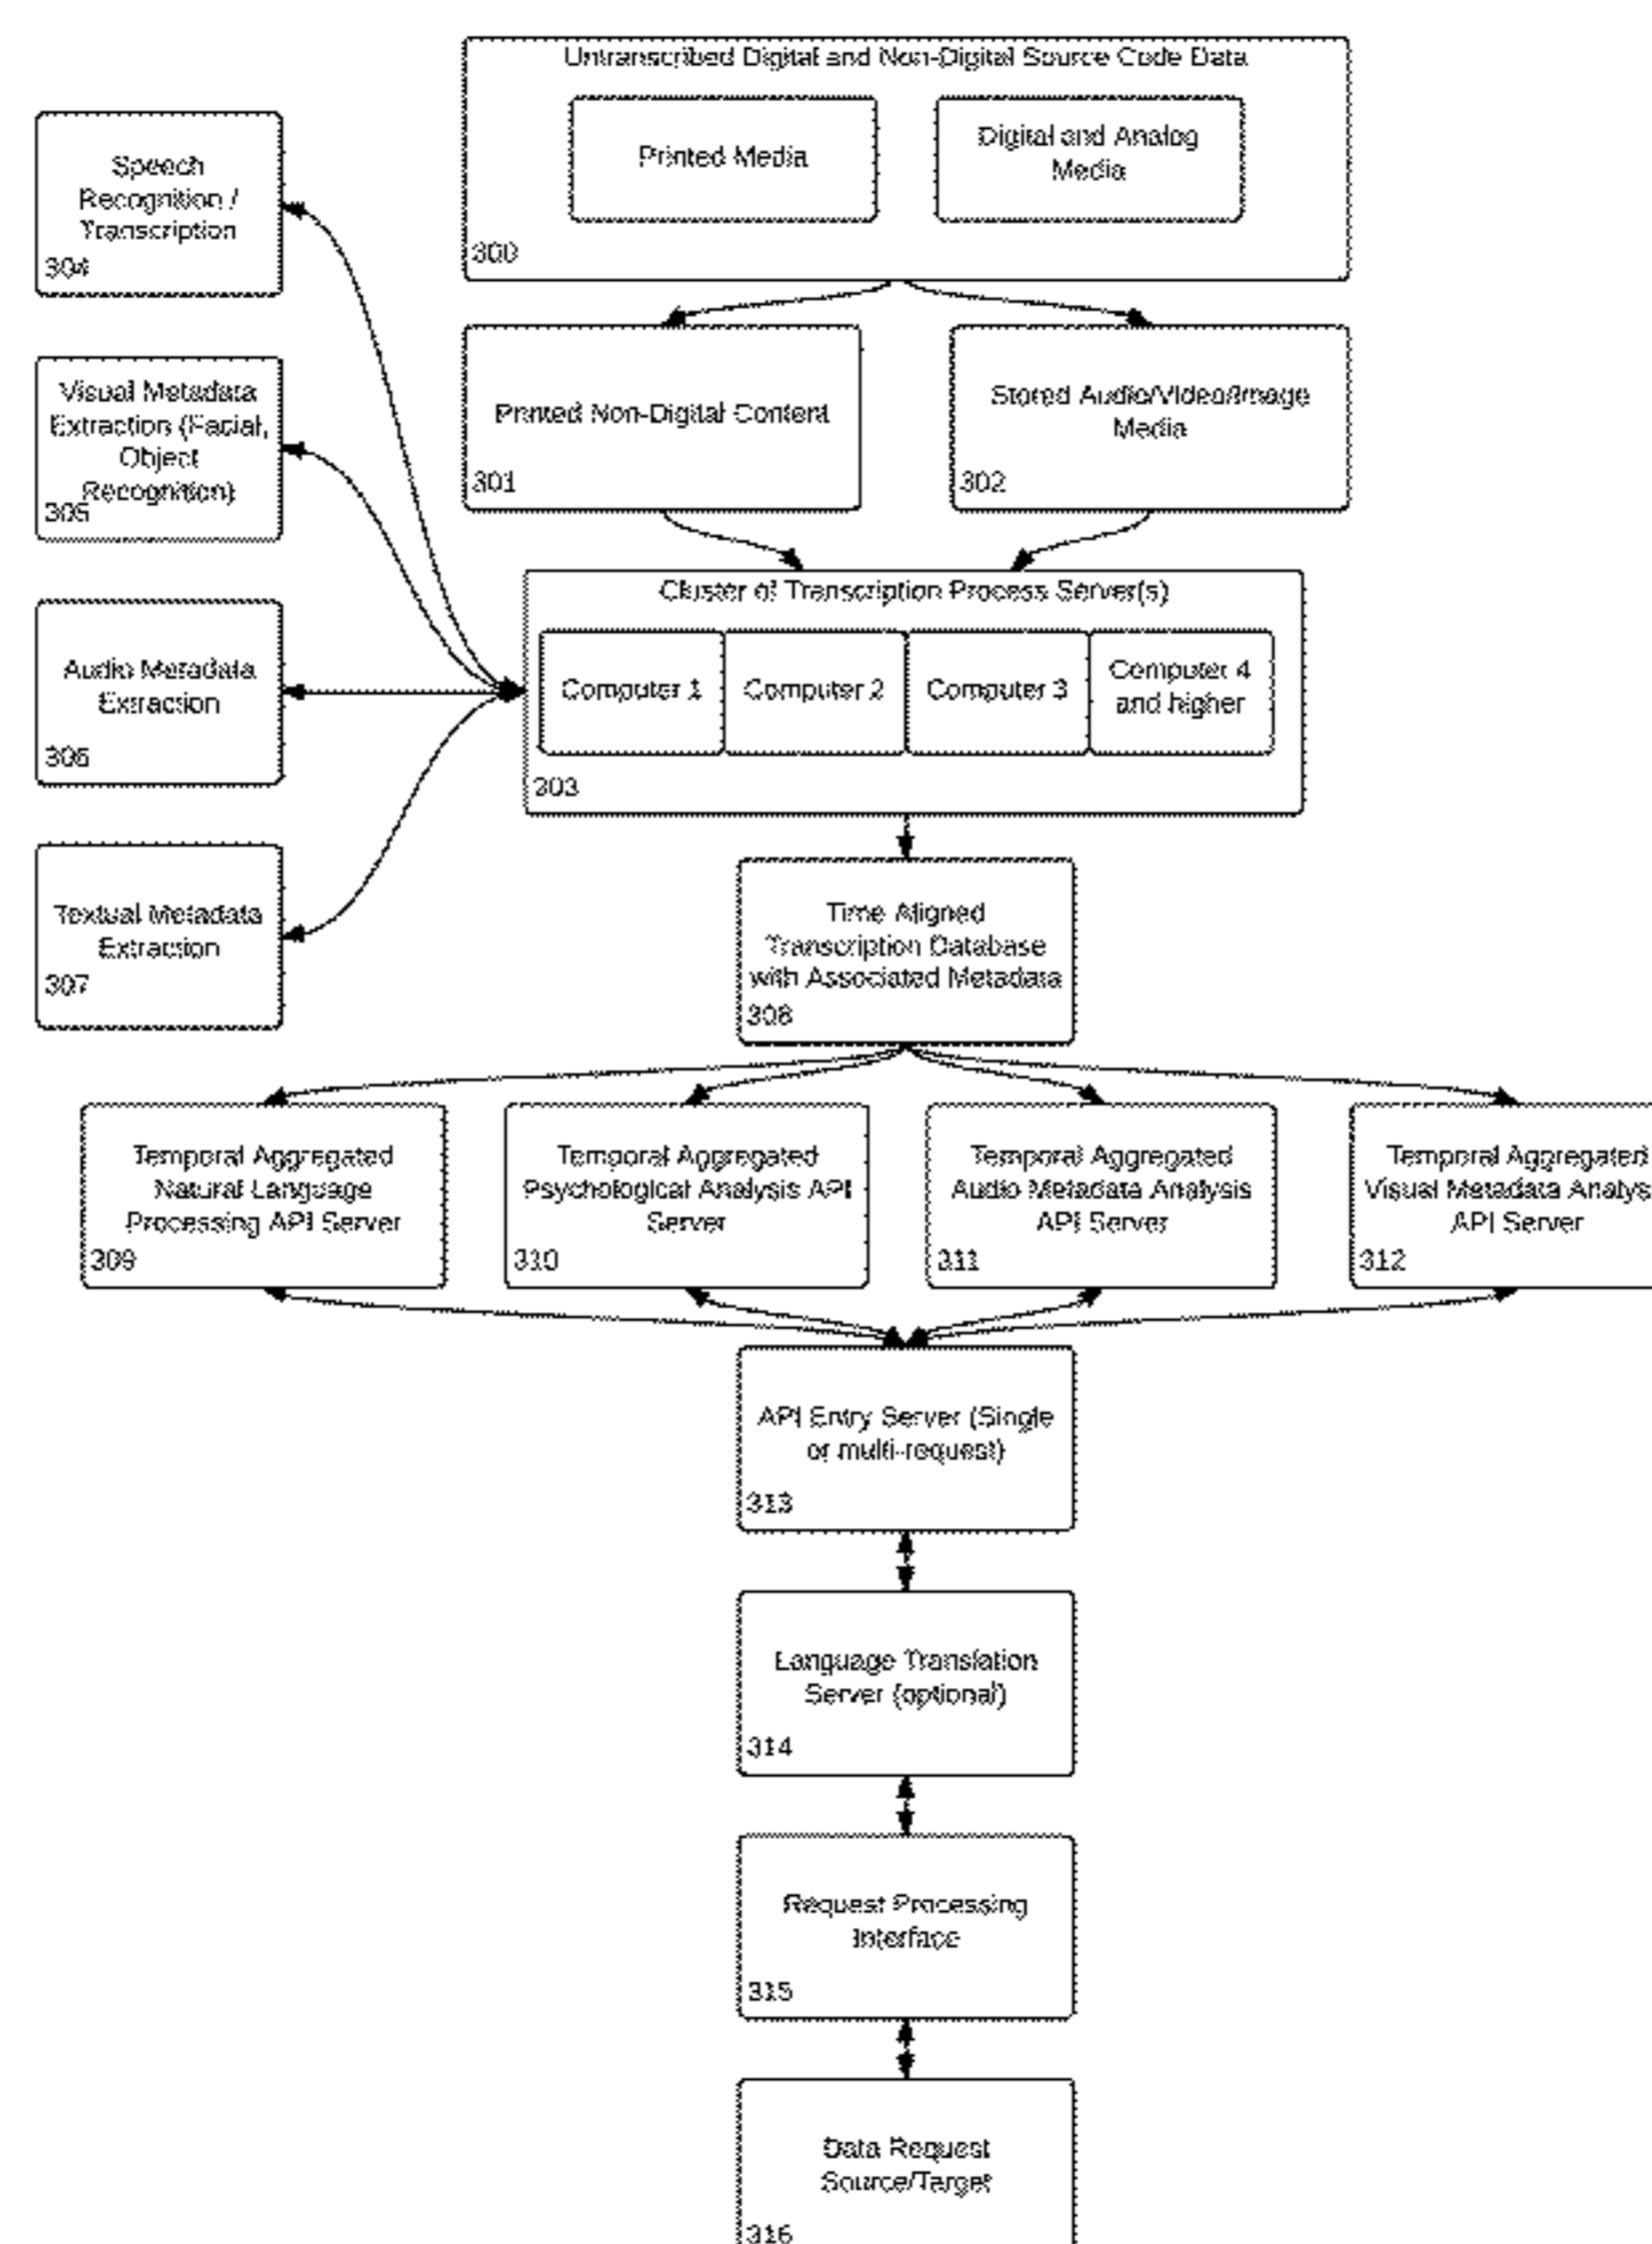 Untranscribed Digital and Non-Digital Source Code Data
Printed Media
Digital and Analog
Media
300
Speech
Recognition /
Transcription
304
Printed Non-Digital Content
301
Stored Audio/Video/Image
Media
302
Visual Metadata
Extraction (Facial,
Object
Recognition)
305
Cluster of Transcription Process Server(s)
Computer 1
Computer 2
Computer 3
Computer 4
and higher
303
Audio Metadata
Extraction
306
Textual Metadata
Extraction
307
Time Aligned
Transcription Database
with Associated Metadata
308
Temporal Aggregated
Natural Language
Processing API Server
309
Temporal Aggregated
Psychological Analysis API
Server
310
Temporal Aggregated
Audio Metadata Analysis
API Server
311
Temporal Aggregated
Visual Metadata Analys
API Server
312
API Entry Server (Single
or multi-request)
313
Language Translation
Server (optional)
314
Request Processing
Interface
315
Data Request
Source/Target
316